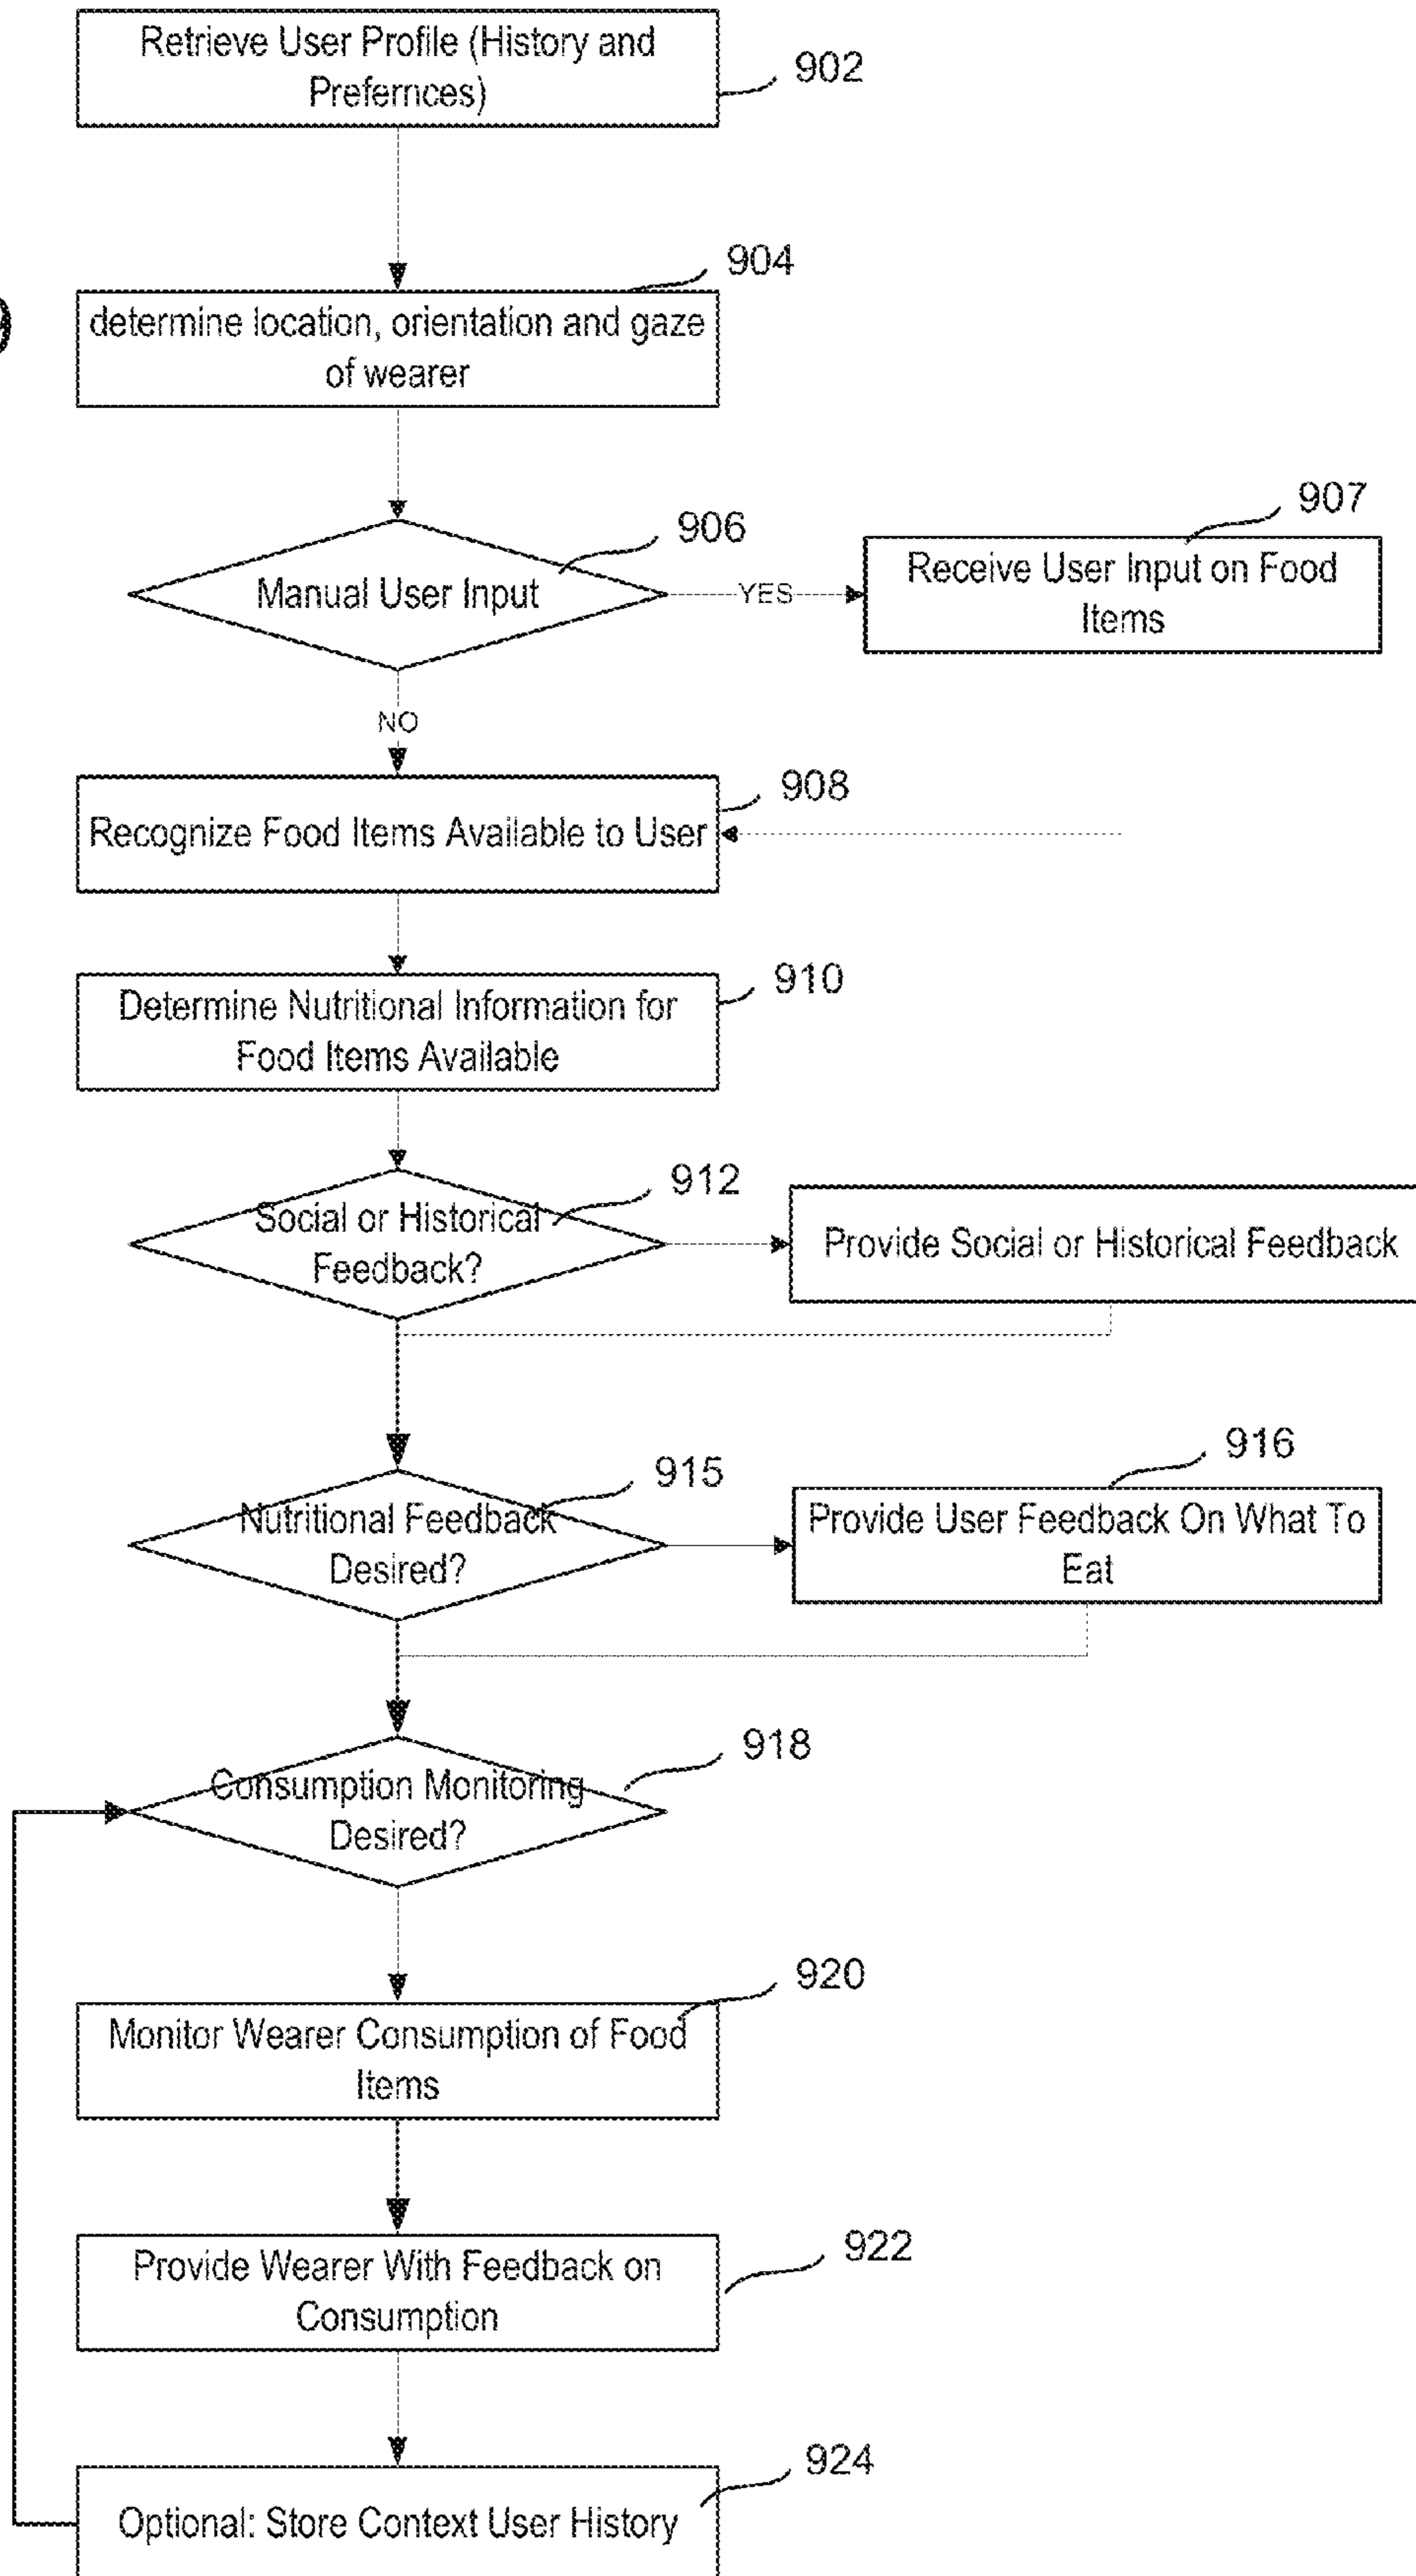 Retrieve User Profile (History and
Prefernces)
902
904
determine location, orientation and gaze
of wearer
906
Manual User Input
YES
907
Receive User Input on Food
Items
NO
908
Recognize Food Items Available to User
910
Determine Nutritional Information for
Food Items Available
912
Social or Historical
Feedback?
Provide Social or Historical Feedback
915
Nutritional Feedback
Desired?
916
Provide User Feedback On What To
Eat
918
Consumption Monitoring
Desired?
920
Monitor Wearer Consumption of Food
Items
922
Provide Wearer With Feedback on
Consumption
924
Optional: Store Context User History